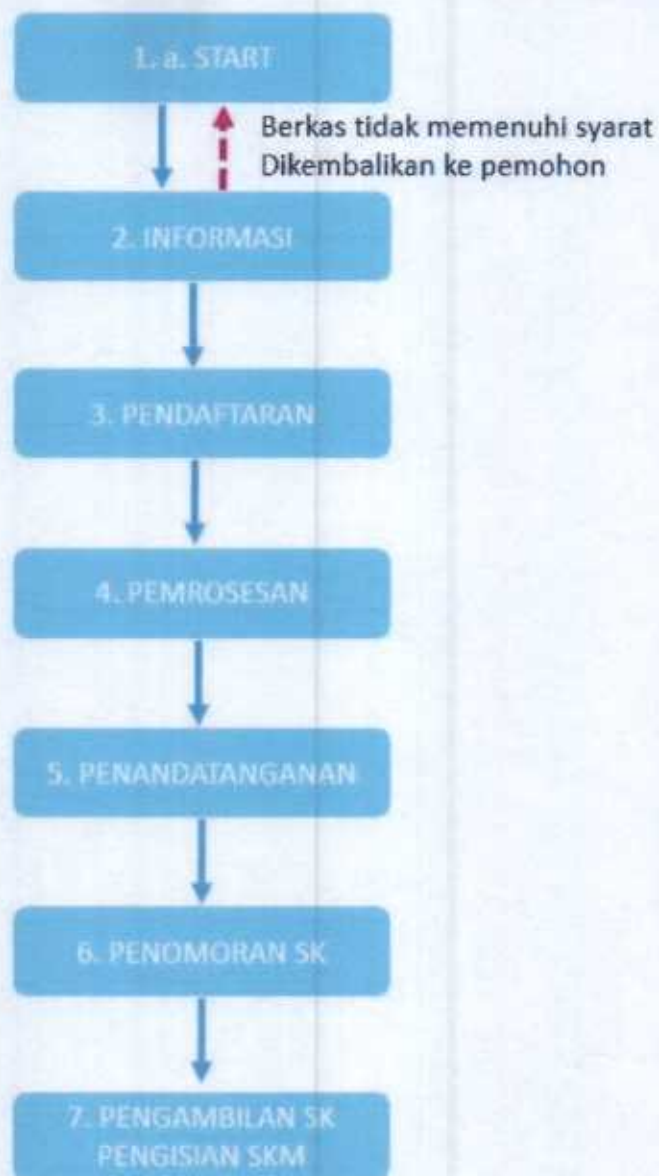 1. a. START
Berkas tidak memenuhi syarat
Dikembalikan ke pemohon
2. INFORMASI
3. PENDAFTARAN
4. PEMROSESAN
5. PENANDATANGANAN
6. PENOMORAN SK
7. PENGAMBILAN SK
PENGISIAN SKM